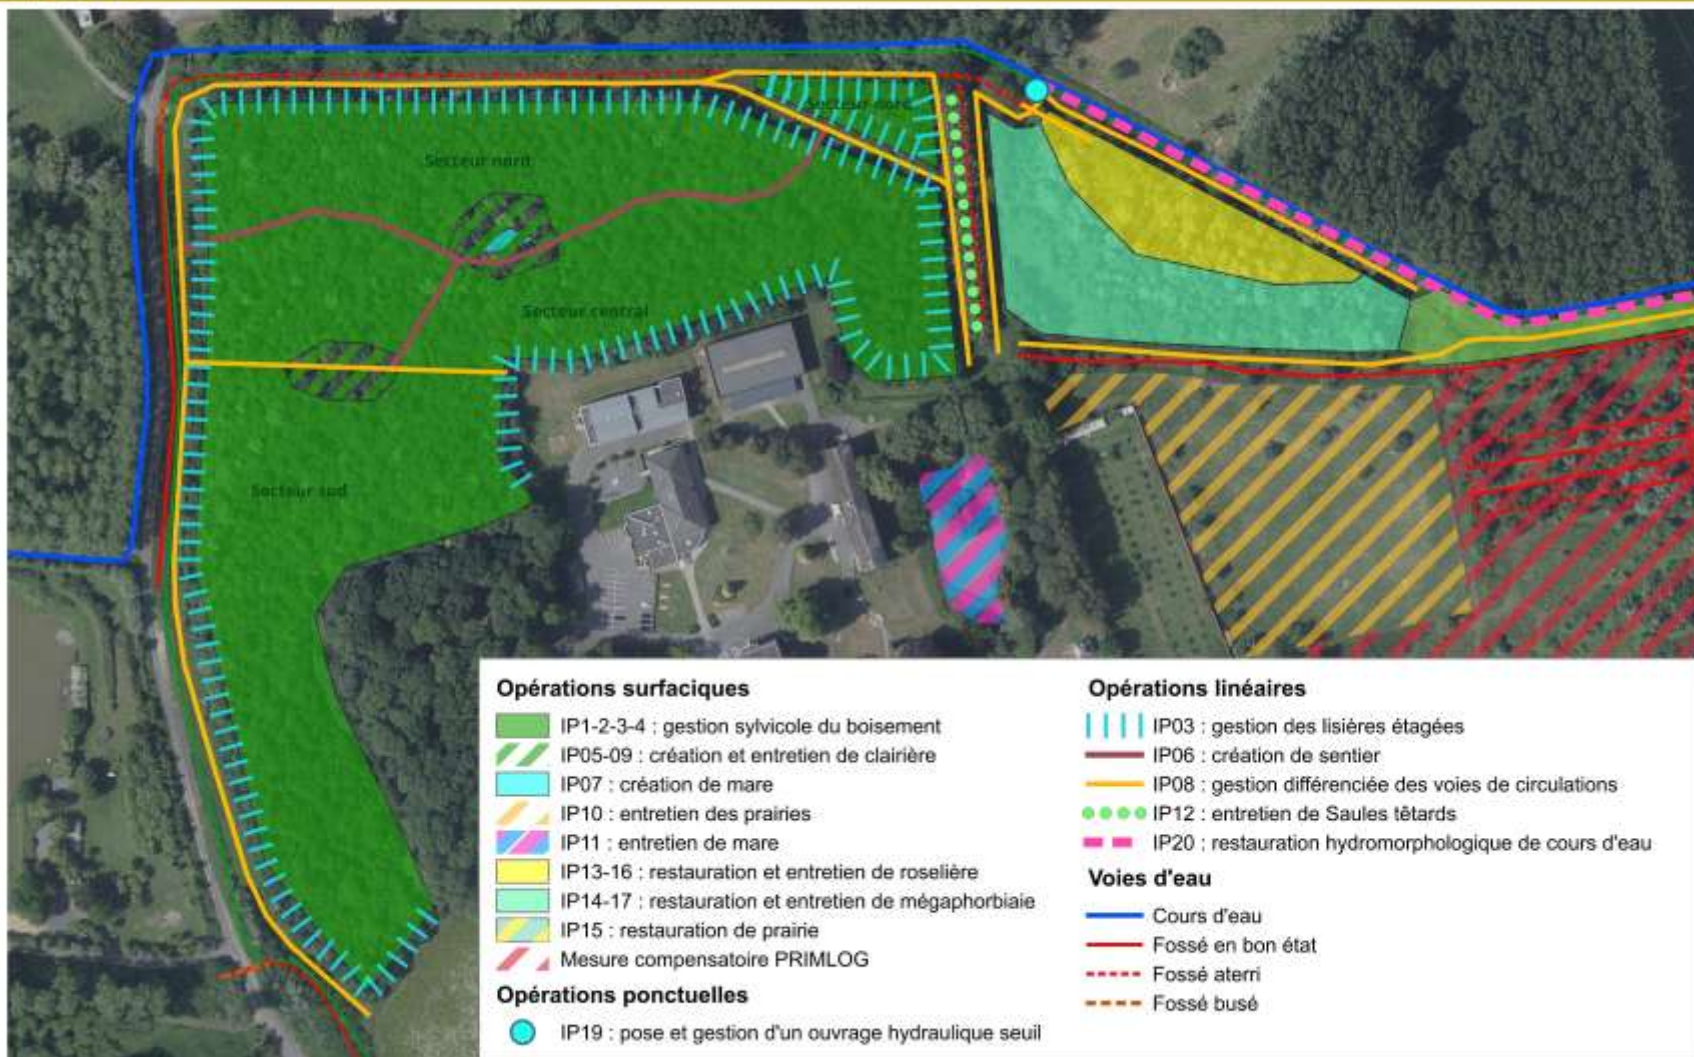 Secteur nord
Secteur nord
Secteur central
Secteur sud
Opérations surfaciques
IP1-2-3-4 : gestion sylvicole du boisement
IP05-09 : création et entretien de clairière
IP07 : création de mare
IP10 : entretien des prairies
IP11 : entretien de mare
IP13-16 : restauration et entretien de roselière
IP14-17 : restauration et entretien de mégaphorbiaie
IP15 : restauration de prairie
Mesure compensatoire PRIMLOG
Opérations ponctuelles
IP19 : pose et gestion d'un ouvrage hydraulique seuil
Opérations linéaires
IP03 : gestion des lisières étagées
IP06 : création de sentier
IP08 : gestion différenciée des voies de circulations
IP12 : entretien de Saules têtards
IP20 : restauration hydromorphologique de cours d'eau
Voies d'eau
Cours d'eau
Fossé en bon état
Fossé aterri
Fossé busé